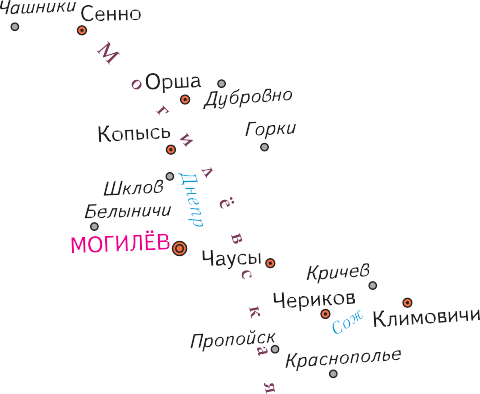 Чашники
Сенно
Могилёвская
Орша
Дубровно
Копысь
Горки
Шклов
Днепр
Белыничи
МОГИЛЁВ
Чаусы
Кричев
Чериков
Сож
Климовичи
Пропойск
Краснополье